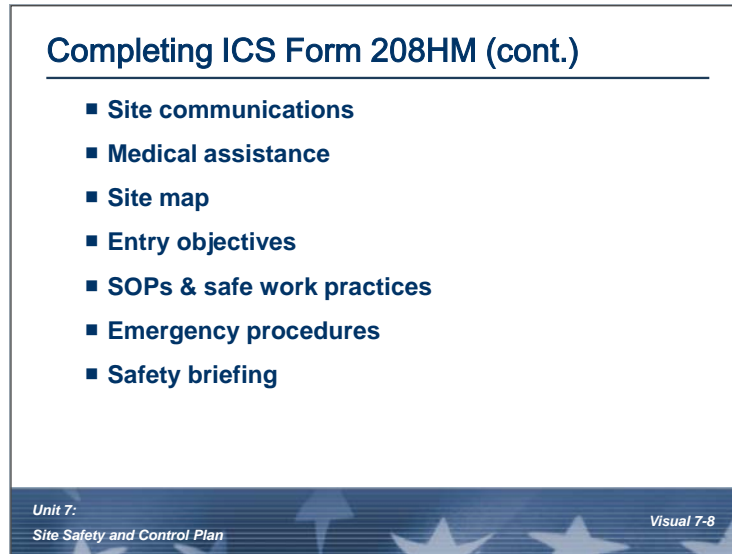 Completing ICS Form 208HM (cont.)
■ Site communications
■ Medical assistance
■ Site map
■ Entry objectives
■ SOPs & safe work practices
■ Emergency procedures
■ Safety briefing
Unit 7:
Site Safety and Control Plan
Visual 7-8